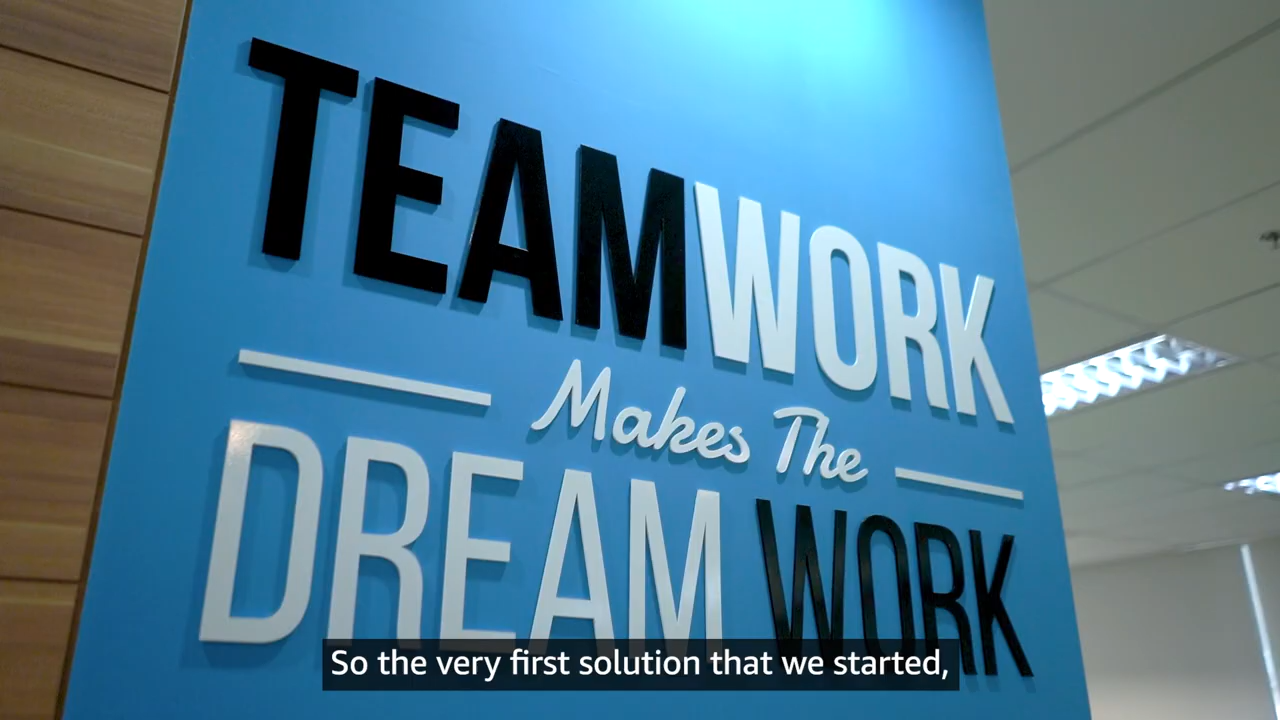 TEAMWORK
Makes The
DREAM WORK
So the very first solution that we started,